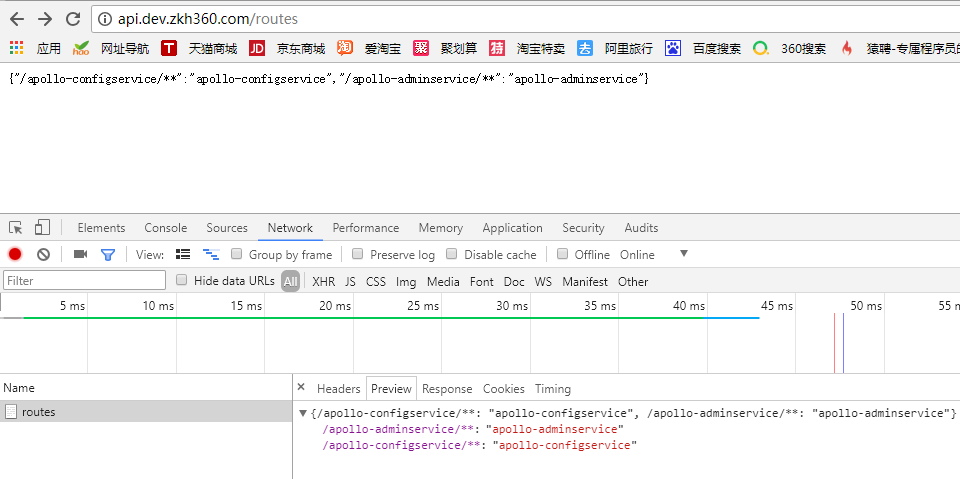 api.dev.zkh360.com/routes
应用 hao 网址导航 T 天猫商城 JD 京东商城 淘 爱淘宝 聚 聚划算 特 淘宝特卖 去 阿里旅行 百度搜索 360搜索 猿聘-专属程序员的
{"/apollo-configservice/**":"apollo-configservice","/apollo-adminservice/**":"apollo-adminservice"}
Elements Console Sources Network Performance Memory Application Security Audits
View: Group by frame Preserve log Disable cache Offline Online
Filter Hide data URLs All XHR JS CSS Img Media Font Doc WS Manifest Other
5 ms 10 ms 15 ms 20 ms 25 ms 30 ms 35 ms 40 ms 45 ms 50 ms 55 m
Name × Headers Preview Response Cookies Timing
routes
▼{/apollo-configservice/**: "apollo-configservice", /apollo-adminservice/**: "apollo-adminservice"}
/apollo-adminservice/**: "apollo-adminservice"
/apollo-configservice/**: "apollo-configservice"